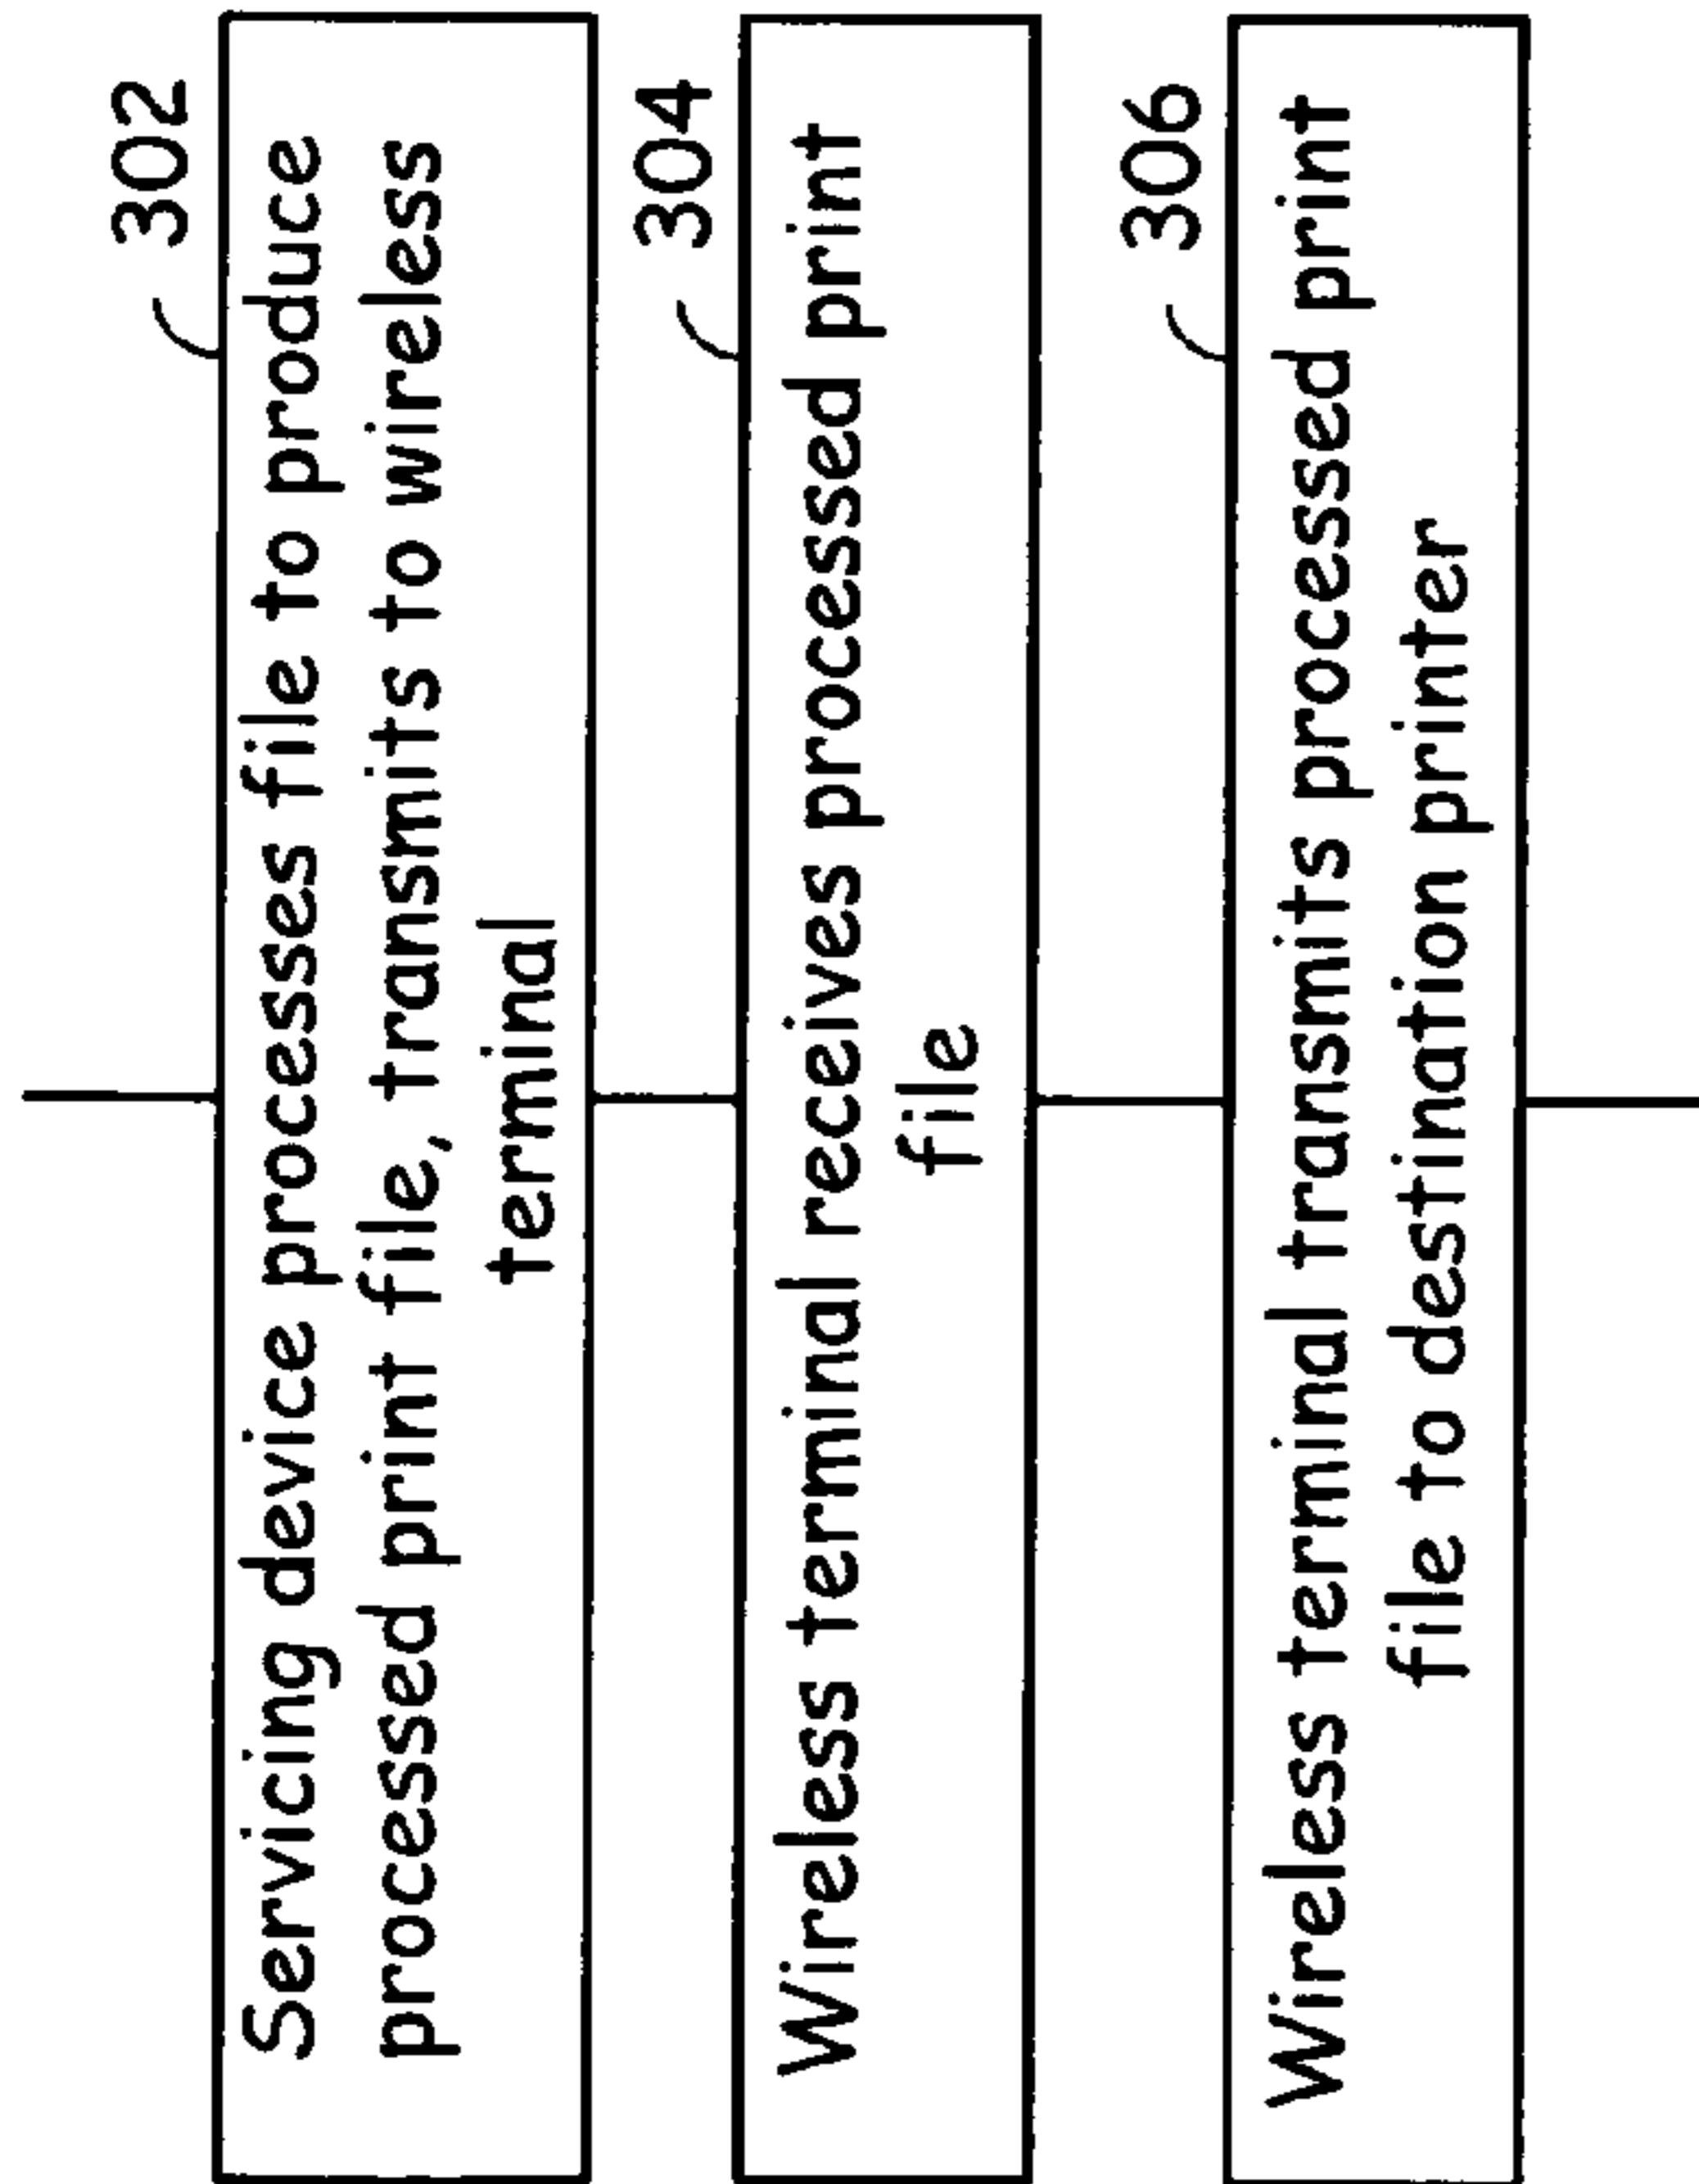 302
Servicing device processes file to produce
processed print file, transmits to wireless
terminal
304
Wireless terminal receives processed print
file
306
Wireless terminal transmits processed print
file to destination printer